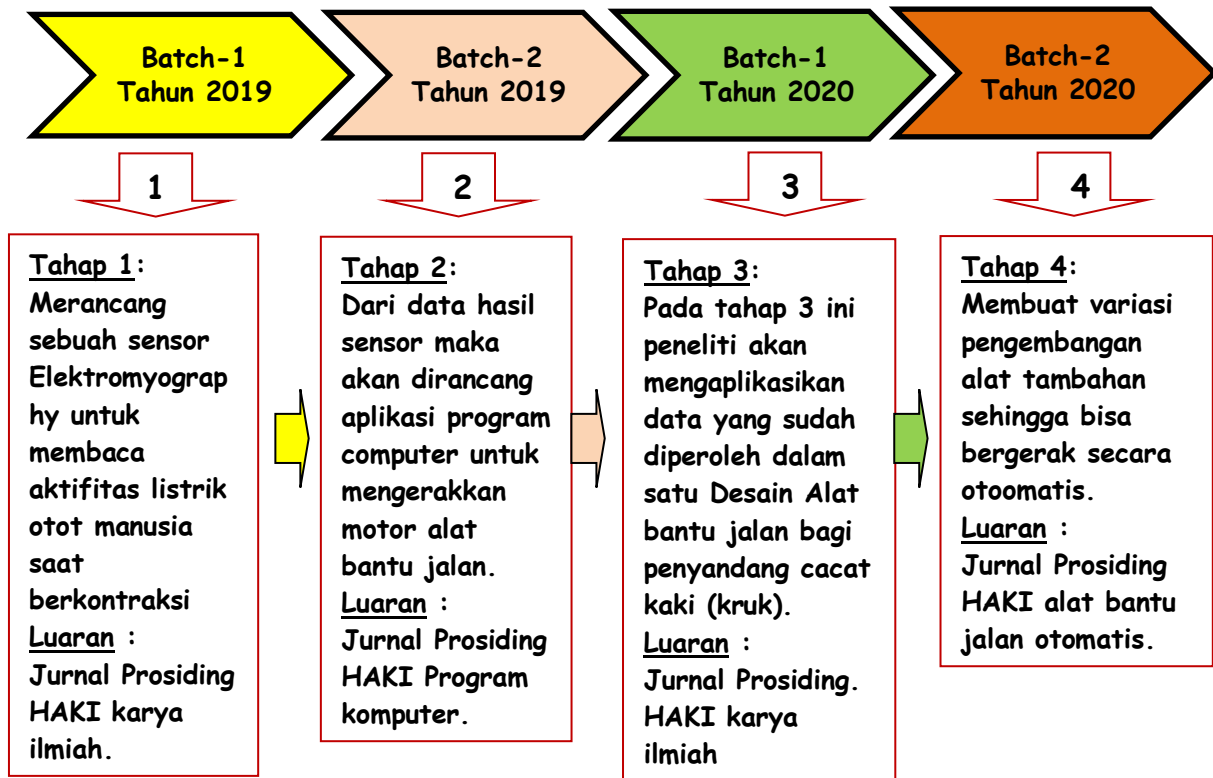 Batch-1
Tahun 2019
Batch-2
Tahun 2019
Batch-1
Tahun 2020
Batch-2
Tahun 2020
1
2
3
4
Tahap 1:
Merancang
sebuah sensor
Elektromyograp
hy untuk
membaca
aktifitas listrik
otot manusia
saat
berkontraksi
Luaran :
Jurnal Prosiding
HAKI karya
ilmiah.
Tahap 2:
Dari data hasil
sensor maka
akan dirancang
aplikasi program
computer untuk
mengerakkan
motor alat
bantu jalan.
Luaran :
Jurnal Prosiding
HAKI Program
komputer.
Tahap 3:
Pada tahap 3 ini
peneliti akan
mengaplikasikan
data yang sudah
diperoleh dalam
satu Desain Alat
bantu jalan bagi
penyandang cacat
kaki (kruk).
Luaran :
Jurnal Prosiding.
HAKI karya
ilmiah
Tahap 4:
Membuat variasi
pengembangan
alat tambahan
sehingga bisa
bergerak secara
otoomatis.
Luaran :
Jurnal Prosiding
HAKI alat bantu
jalan otomatis.